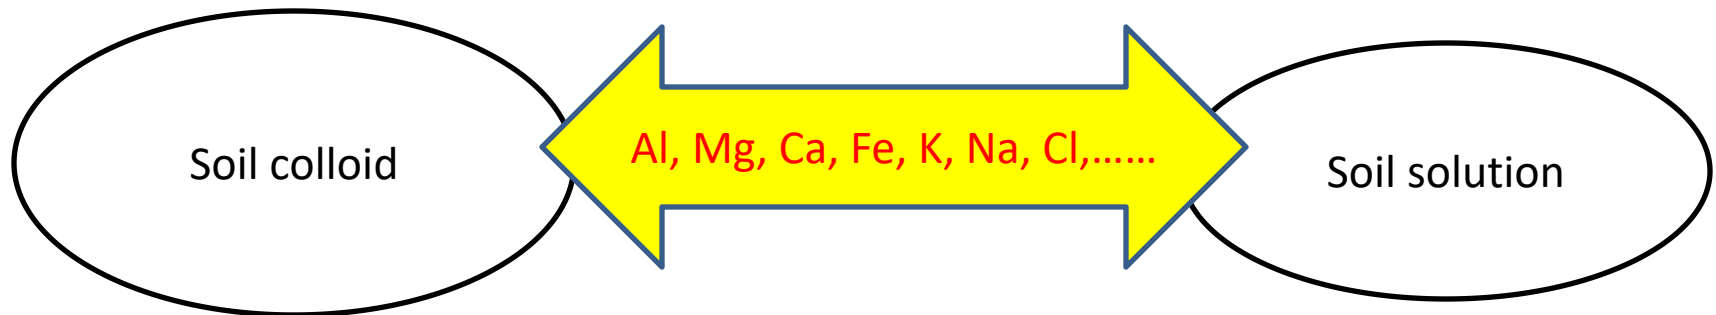 Soil colloid
Al, Mg, Ca, Fe, K, Na, Cl,......
Soil solution